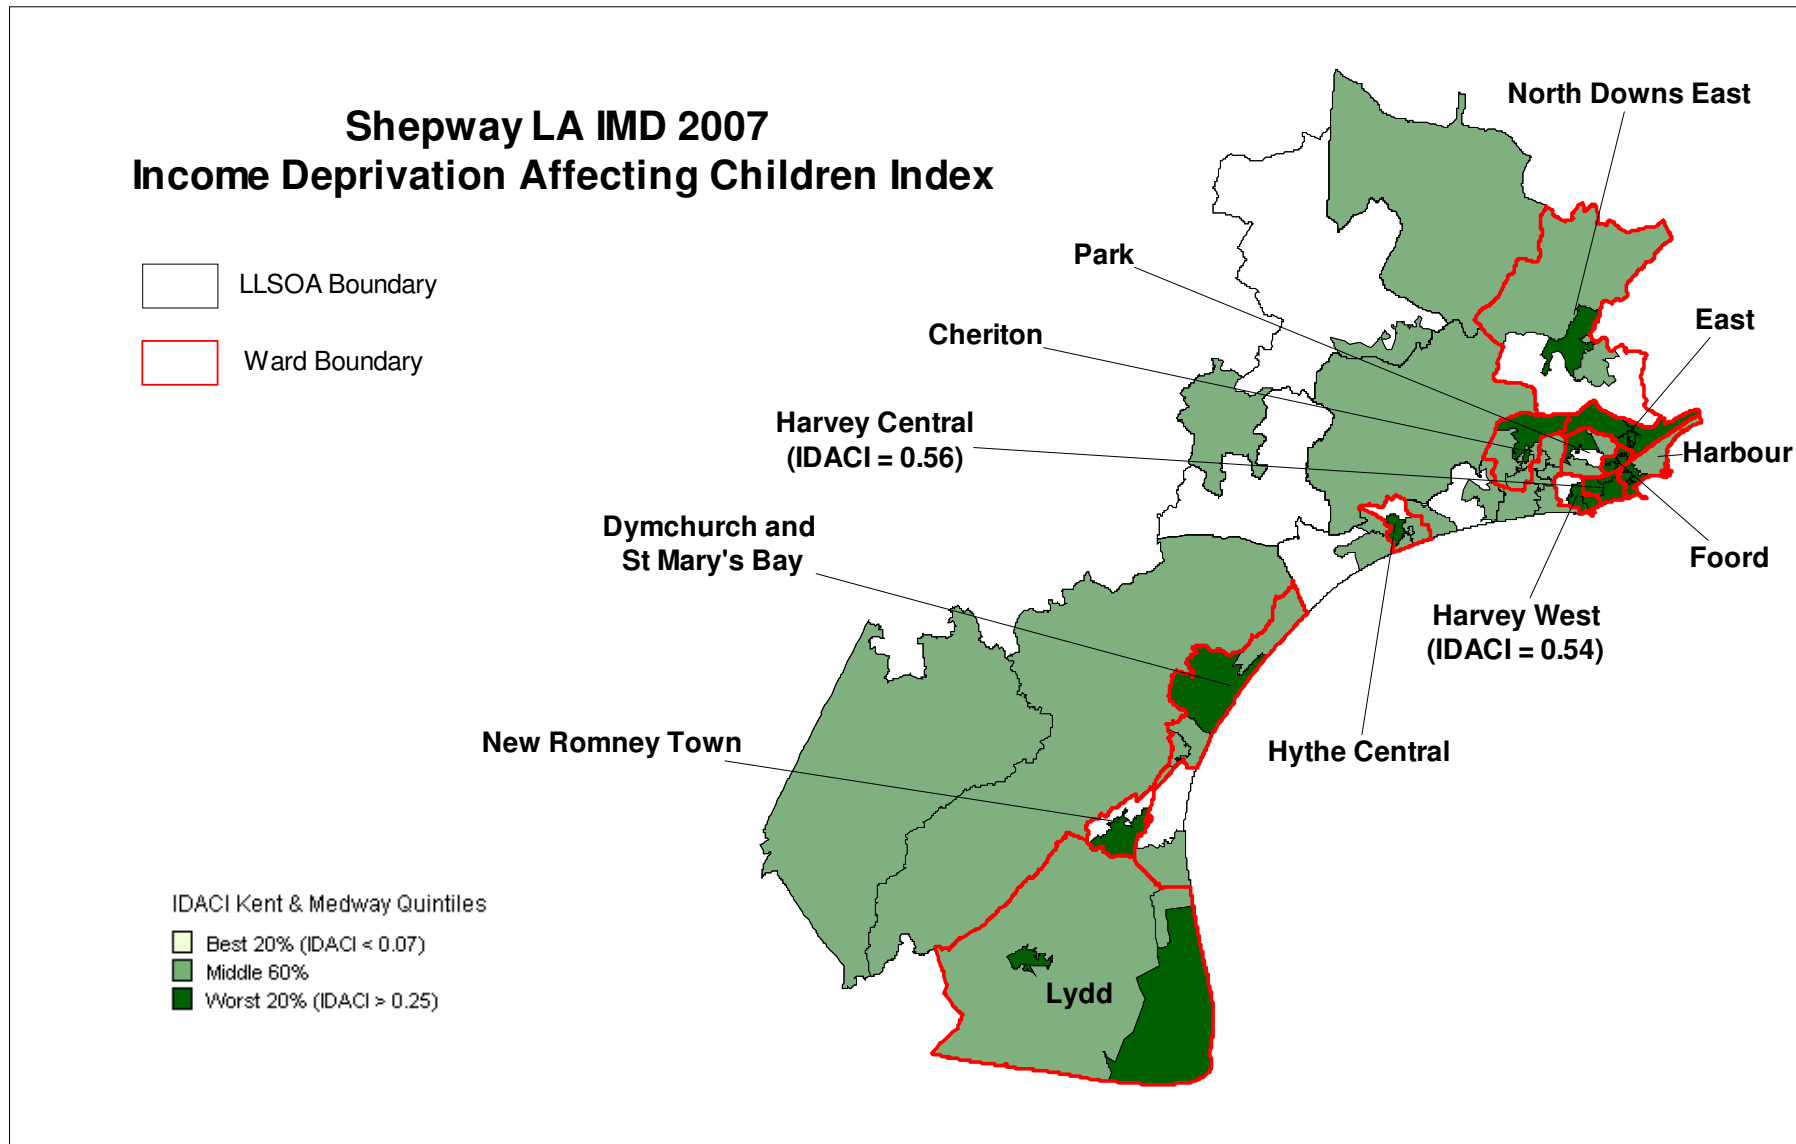 Shepway LA IMD 2007
Income Deprivation Affecting Children Index
LLSOA Boundary
Ward Boundary
North Downs East
Park
East
Cheriton
Harvey Central
(IDACI = 0.56)
Harbour
Dymchurch and
St Mary's Bay
Foord
Harvey West
(IDACI = 0.54)
New Romney Town
Hythe Central
Lydd
IDACI Kent & Medway Quintiles
Best 20% (IDACI < 0.07)
Middle 60%
Worst 20% (IDACI > 0.25)